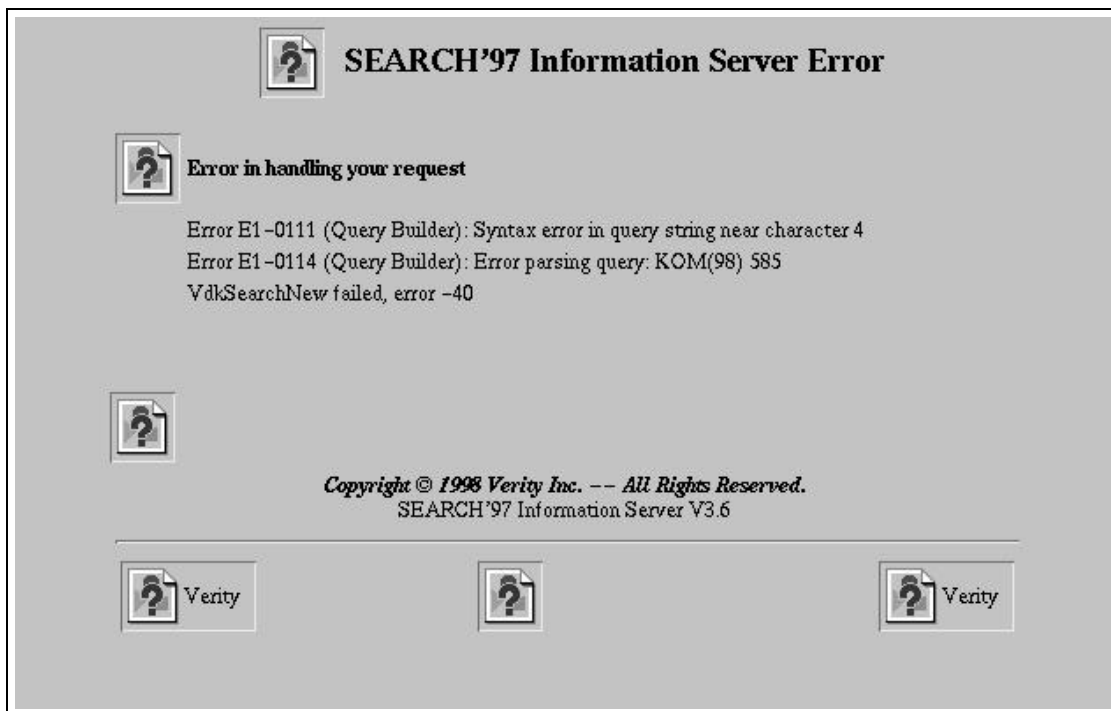 SEARCH’97 Information Server Error
Error in handling your request
Error E1-0111 (Query Builder): Syntax error in query string near character 4
Error E1-0114 (Query Builder): Error parsing query: KOM(98) 585
VdkSearchNew failed, error -40
Copyright © 1998 Verity Inc. -- All Rights Reserved.
SEARCH’97 Information Server V3.6
Verity
Verity